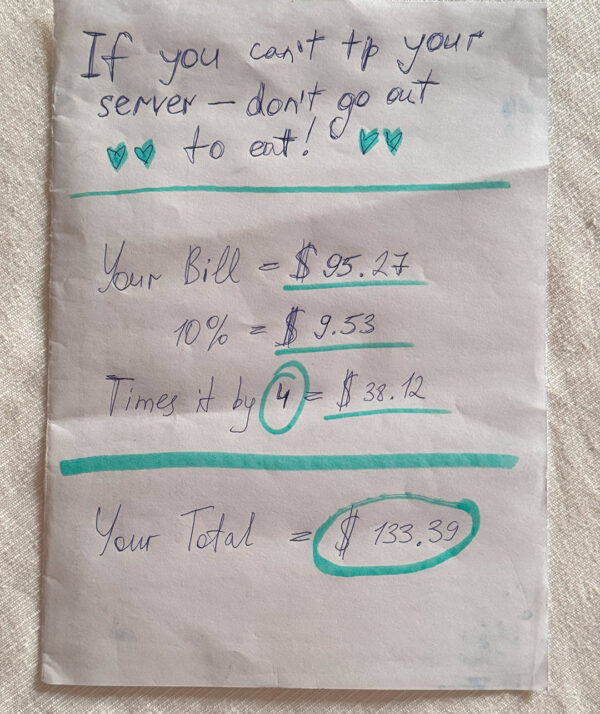 If you can't tip your
server – don't go out
to eat!
Your Bill = $ 95.27
10% = $ 9.53
Times it by 4 = $ 38.12
Your Total = $ 133.39